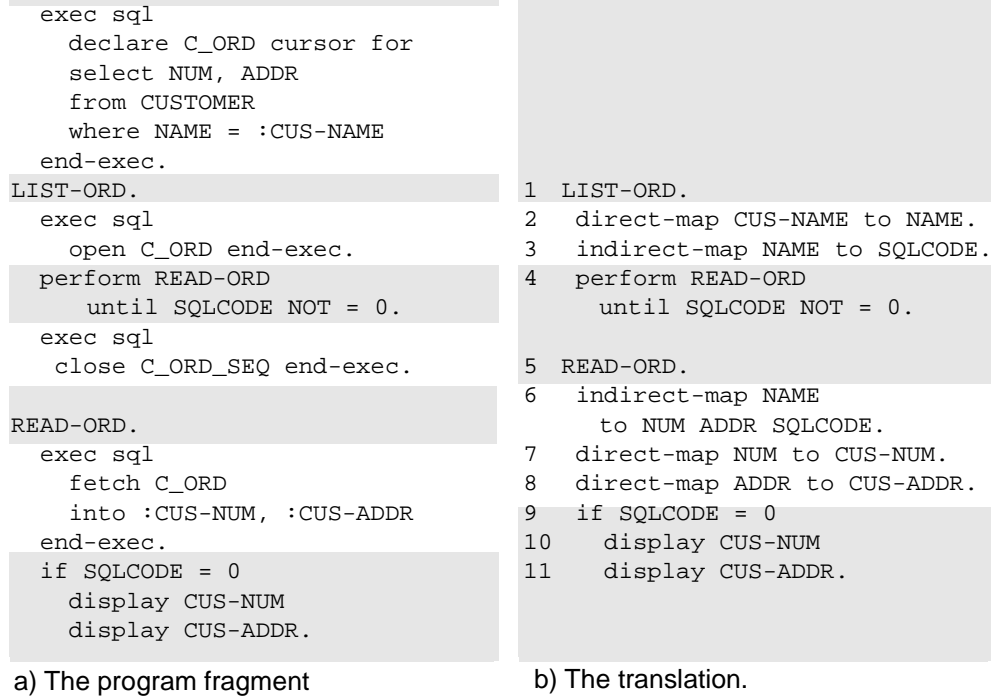 exec sql
declare C_ORD cursor for
select NUM, ADDR
from CUSTOMER
where NAME = :CUS-NAME
end-exec.
LIST-ORD.
exec sql
open C_ORD end-exec.
perform READ-ORD
until SQLCODE NOT = 0.
exec sql
close C_ORD_SEQ end-exec.
READ-ORD.
exec sql
fetch C_ORD
into :CUS-NUM, :CUS-ADDR
end-exec.
if SQLCODE = 0
display CUS-NUM
display CUS-ADDR.
a) The program fragment
1 LIST-ORD.
2 direct-map CUS-NAME to NAME.
3 indirect-map NAME to SQLCODE.
4 perform READ-ORD
until SQLCODE NOT = 0.
5 READ-ORD.
6 indirect-map NAME
to NUM ADDR SQLCODE.
7 direct-map NUM to CUS-NUM.
8 direct-map ADDR to CUS-ADDR.
9 if SQLCODE = 0
10 display CUS-NUM
11 display CUS-ADDR.
b) The translation.